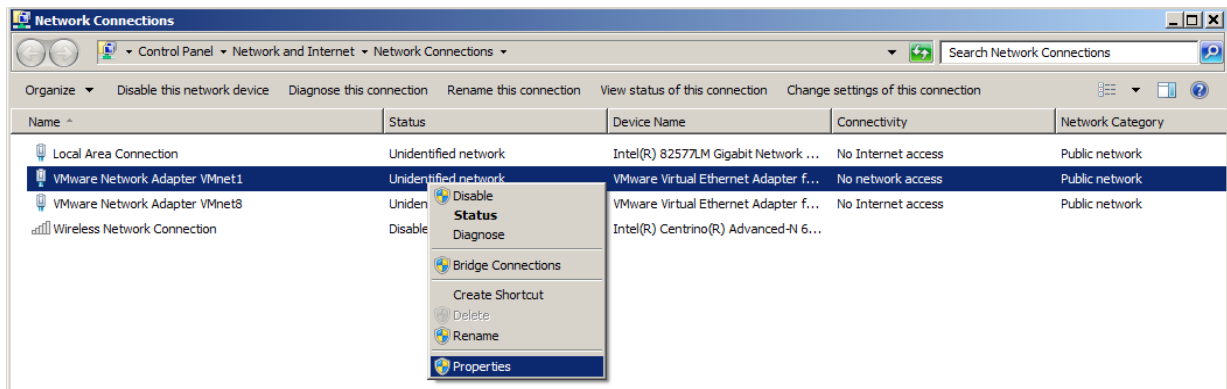 Network Connections
Control Panel Network and Internet Network Connections Search Network Connections
Organize Disable this network device Diagnose this connection Rename this connection View status of this connection Change settings of this connection
Name Status Device Name Connectivity Network Category
Local Area Connection Unidentified network Intel(R) 82577LM Gigabit Network ... No Internet access Public network
VMware Network Adapter VMnet1 Unidentified network VMware Virtual Ethernet Adapter f... No network access Public network
VMware Network Adapter VMnet8 Uniden VMware Virtual Ethernet Adapter f... No Internet access Public network
Wireless Network Connection Disable Intel(R) Centrino(R) Advanced-N 6...
Disable
Status
Diagnose
Bridge Connections
Create Shortcut
Delete
Rename
Properties